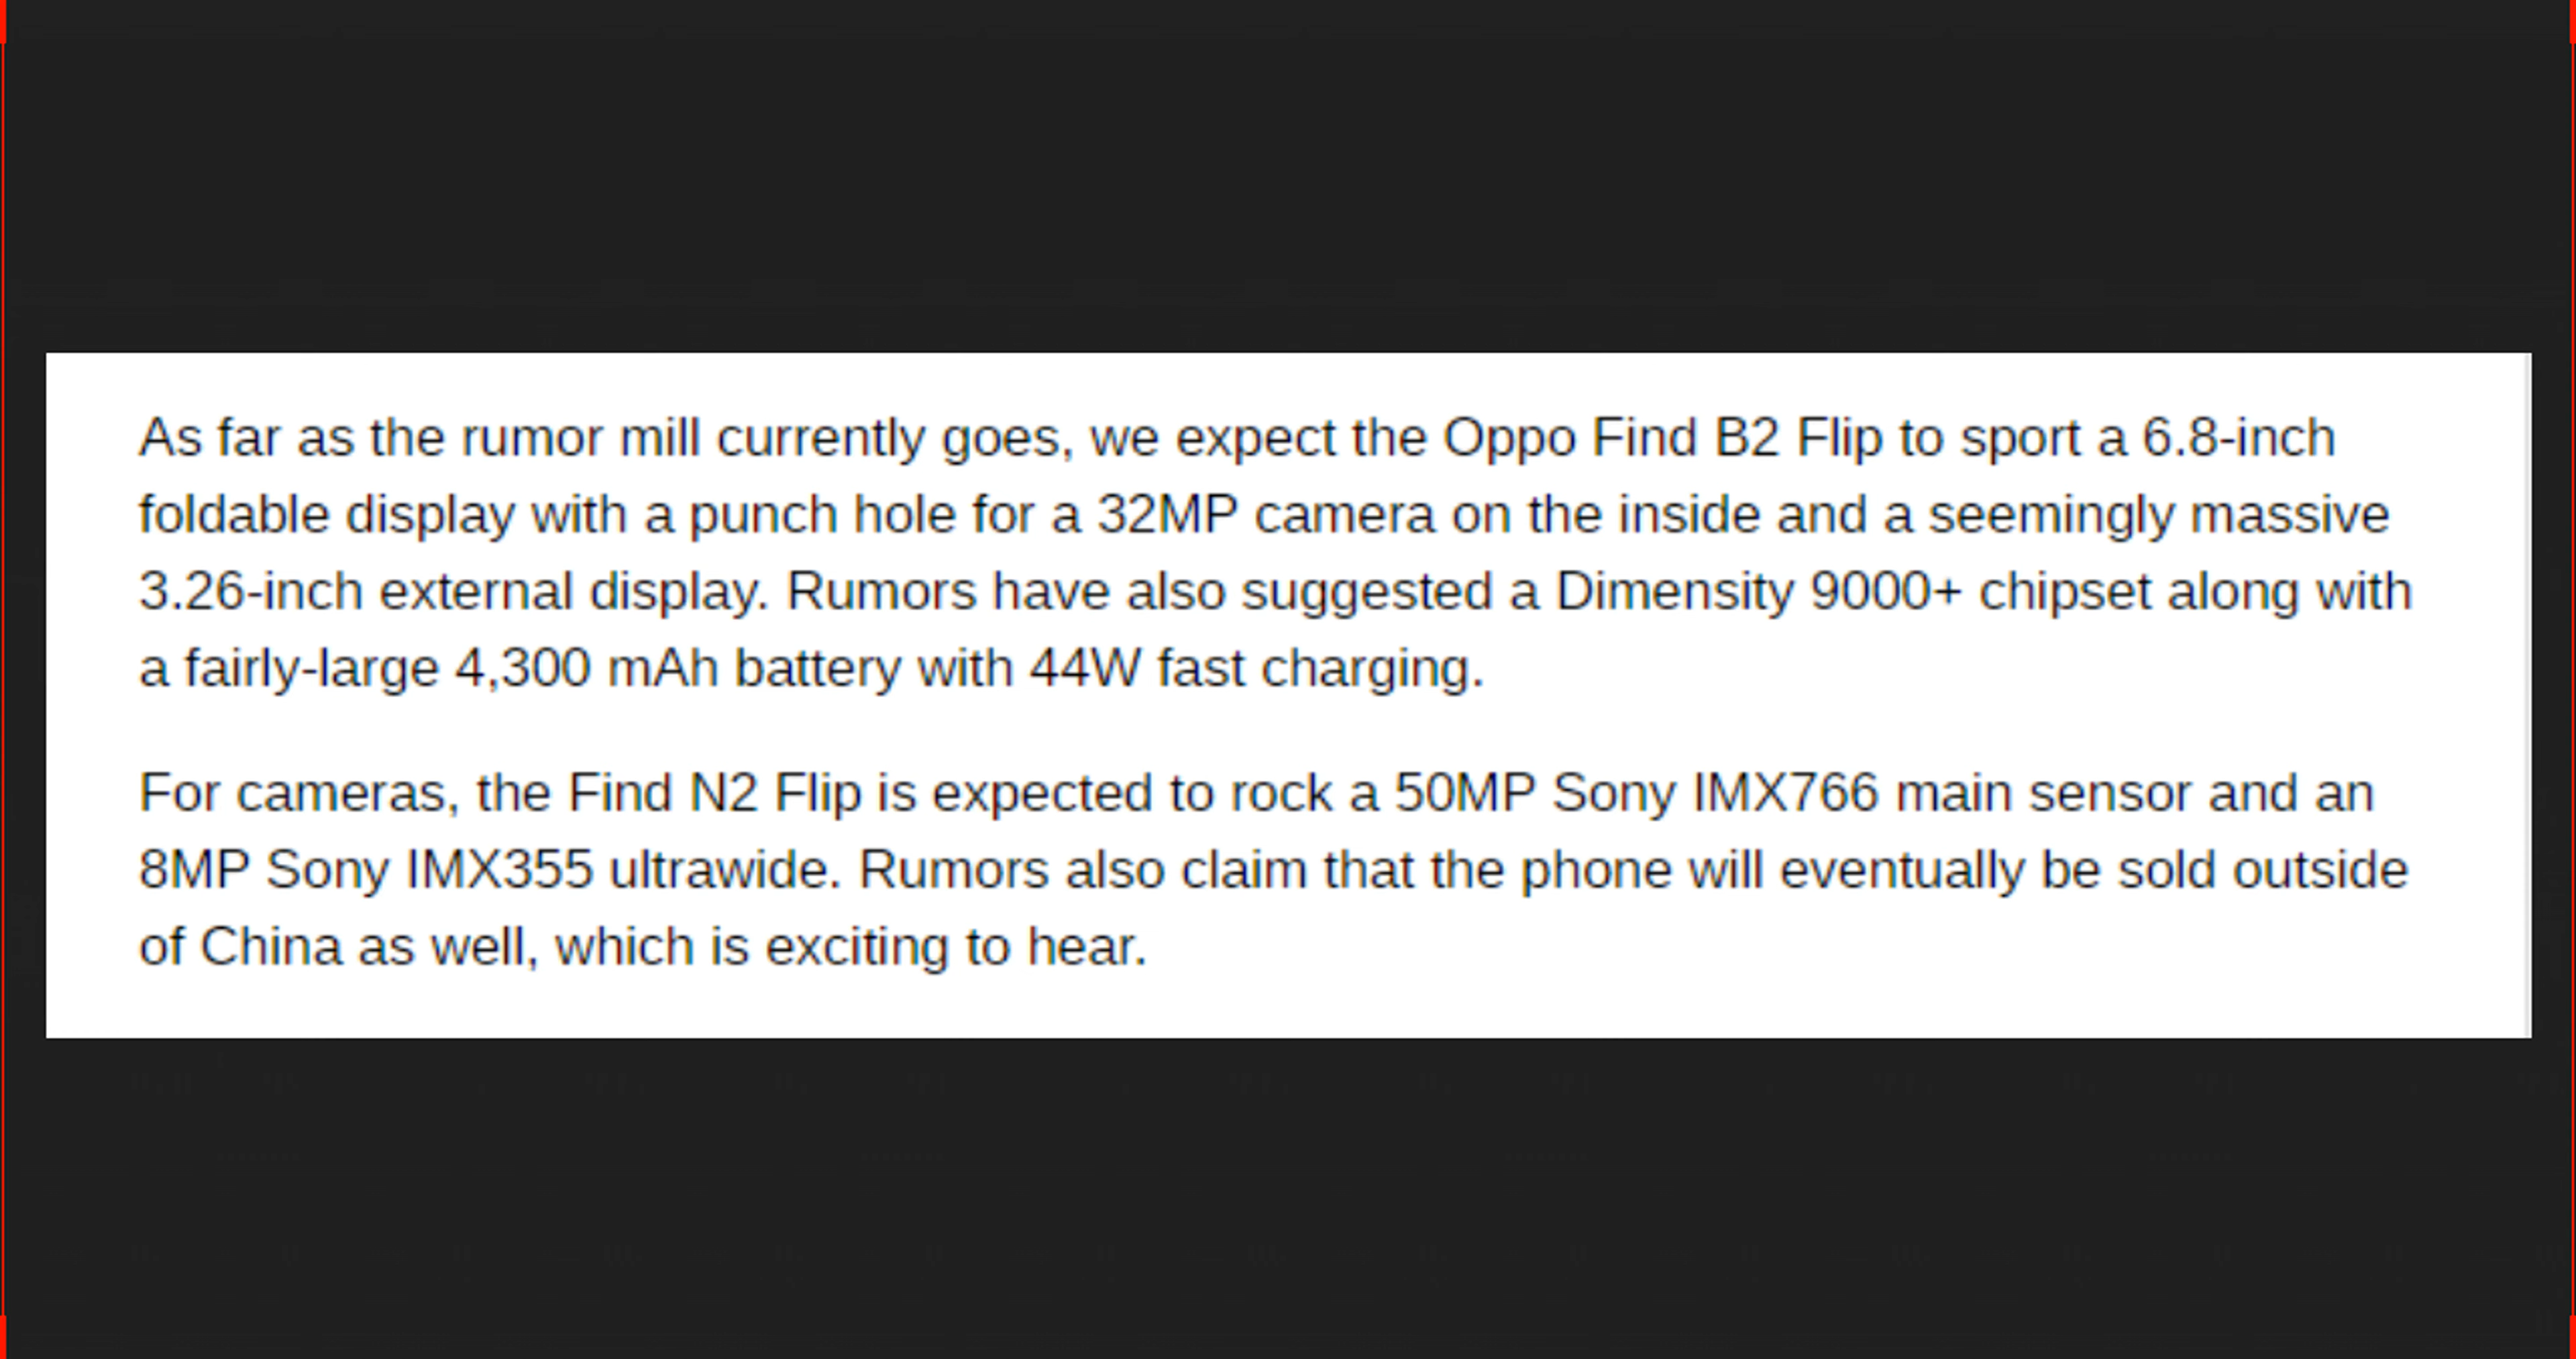 As far as the rumor mill currently goes, we expect the Oppo Find B2 Flip to sport a 6.8-inch
foldable display with a punch hole for a 32MP camera on the inside and a seemingly massive
3.26-inch external display. Rumors have also suggested a Dimensity 9000+ chipset along with
a fairly-large 4,300 mAh battery with 44W fast charging.
For cameras, the Find N2 Flip is expected to rock a 50MP Sony IMX766 main sensor and an
8MP Sony IMX355 ultrawide. Rumors also claim that the phone will eventually be sold outside
of China as well, which is exciting to hear.